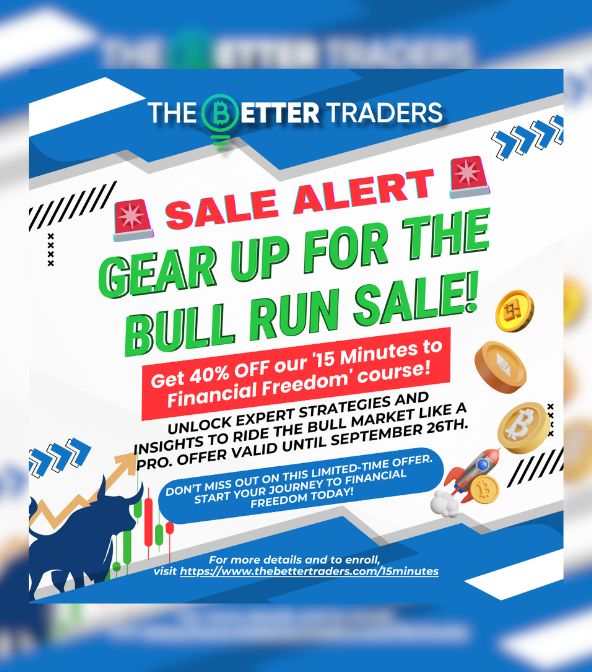 THE BETTER TRADERS
SALE ALERT
GEAR UP FOR THE
BULL RUN SALE!
Get 40% OFF our '15 Minutes to
Financial Freedom' course!
UNLOCK EXPERT STRATEGIES AND
INSIGHTS TO RIDE THE BULL MARKET LIKE A
PRO. OFFER VALID UNTIL SEPTEMBER 26TH.
DON'T MISS OUT ON THIS LIMITED-TIME OFFER.
START YOUR JOURNEY TO FINANCIAL
FREEDOM TODAY!
For more details and to enroll,
visit https://www.thebettertraders.com/15minutes